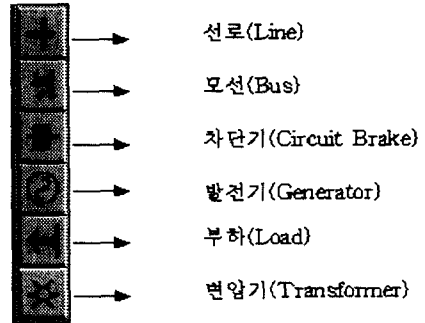 선로(Line)
모선(Bus)
차단기(Circuit Brake)
발전기(Generator)
부하(Load)
변압기(Transformer)